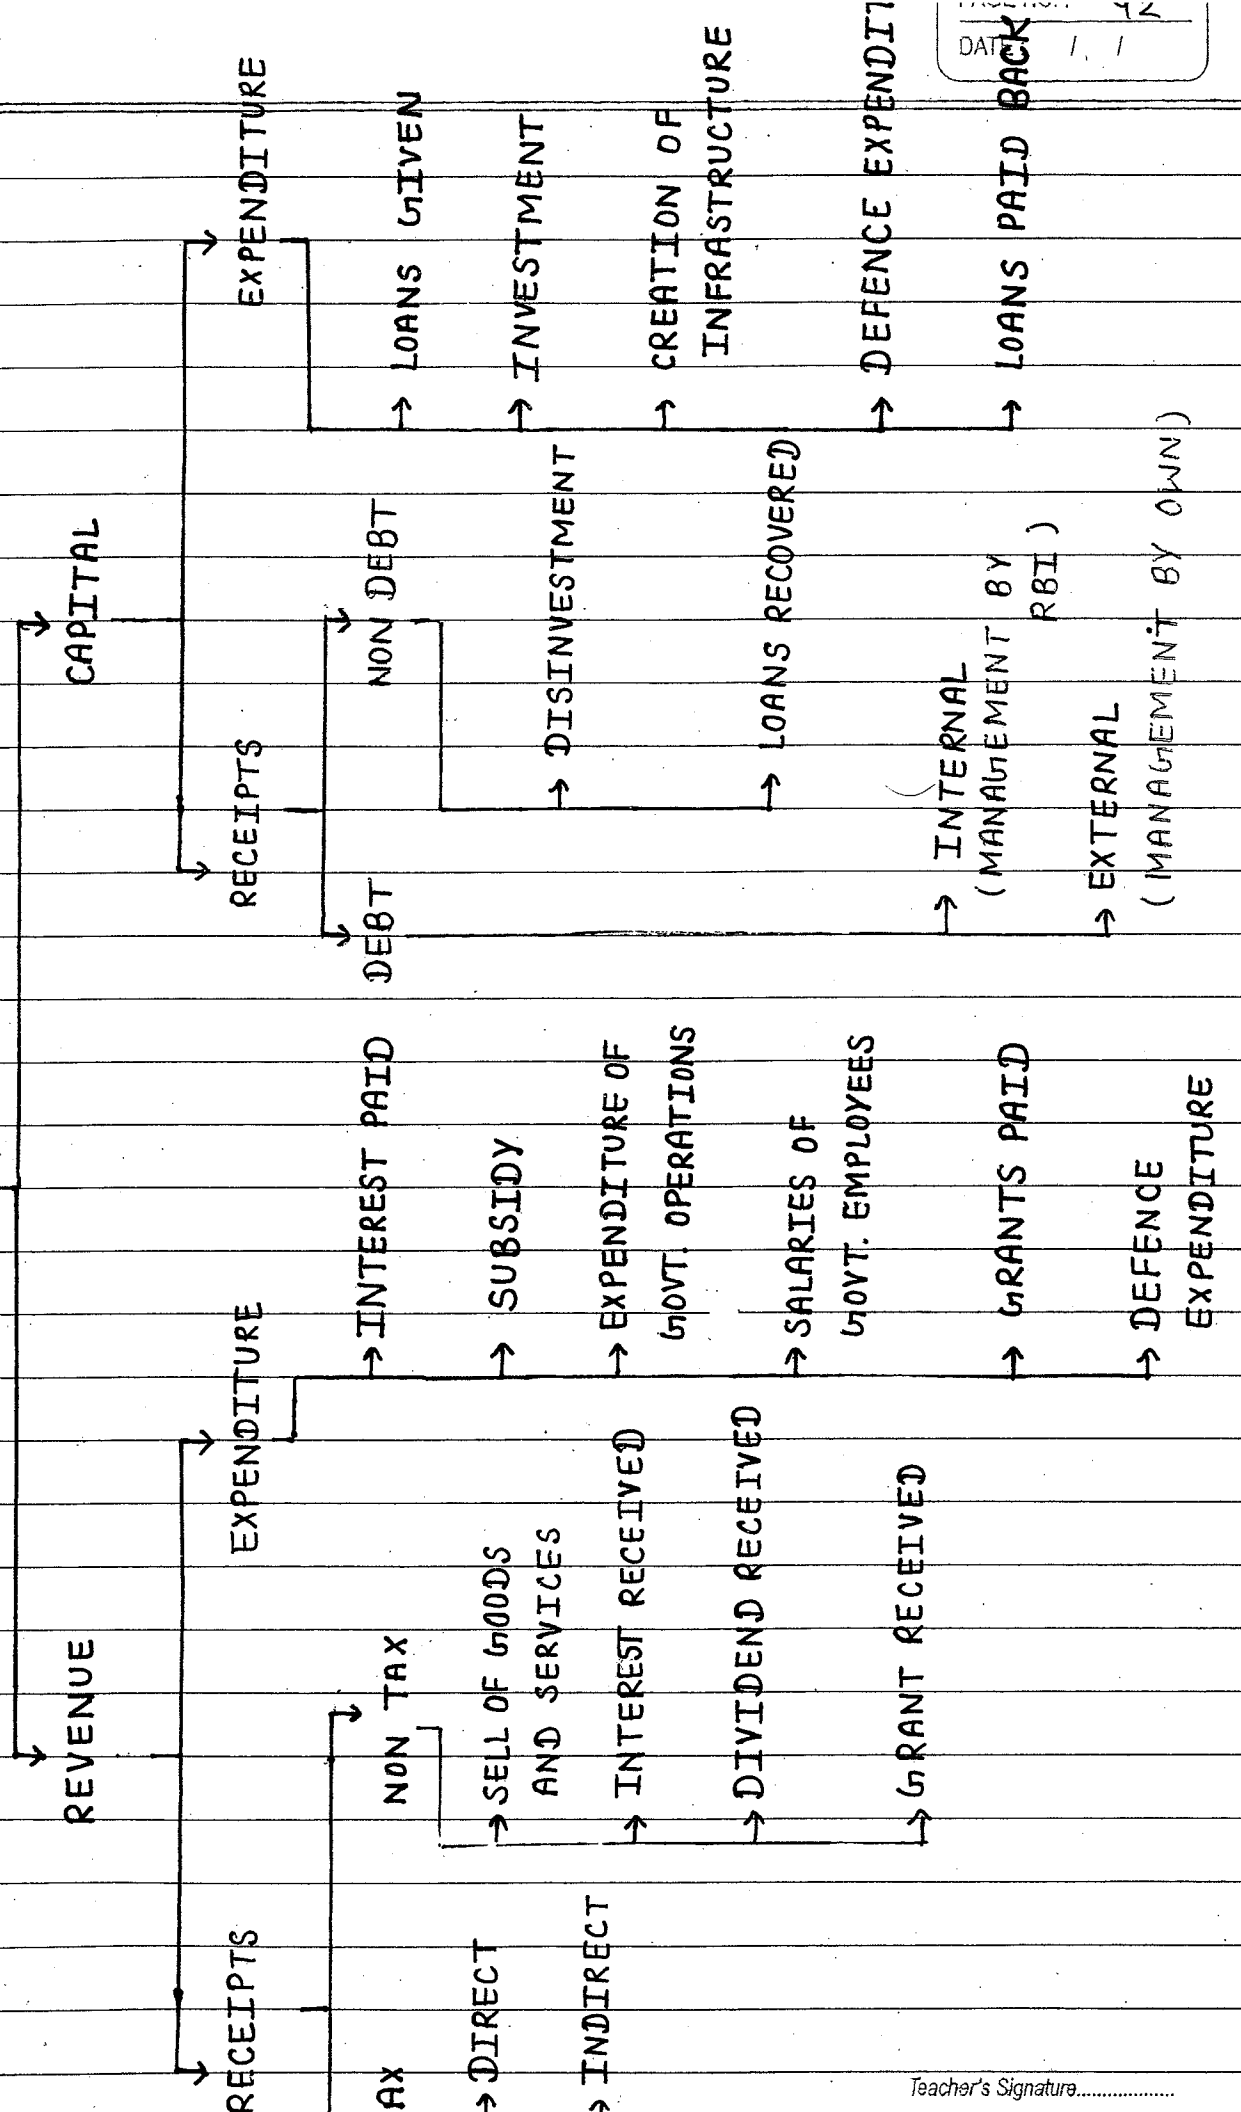 REVENUE
CAPITAL
RECEIPTS
EXPENDITURE
RECEIPTS
EXPENDITURE
AX
NON TAX
DEBT
NON DEBT
DIRECT
INDIRECT
SELL OF GOODS
AND SERVICES
INTEREST RECEIVED
DIVIDEND RECEIVED
GRANT RECEIVED
INTEREST PAID
SUBSIDY
EXPENDITURE OF
GOVT. OPERATIONS
SALARIES OF
GOVT. EMPLOYEES
GRANTS PAID
DEFENCE
EXPENDITURE
INTERNAL
(MANAGEMENT BY
RBI)
EXTERNAL
(MANAGEMENT BY OWN)
DISINVESTMENT
LOANS RECOVERED
LOANS GIVEN
INVESTMENT
CREATION OF
INFRASTRUCTURE
DEFENCE EXPENDIT
LOANS PAID BACK
92
DATE / /
Teacher's Signature...................